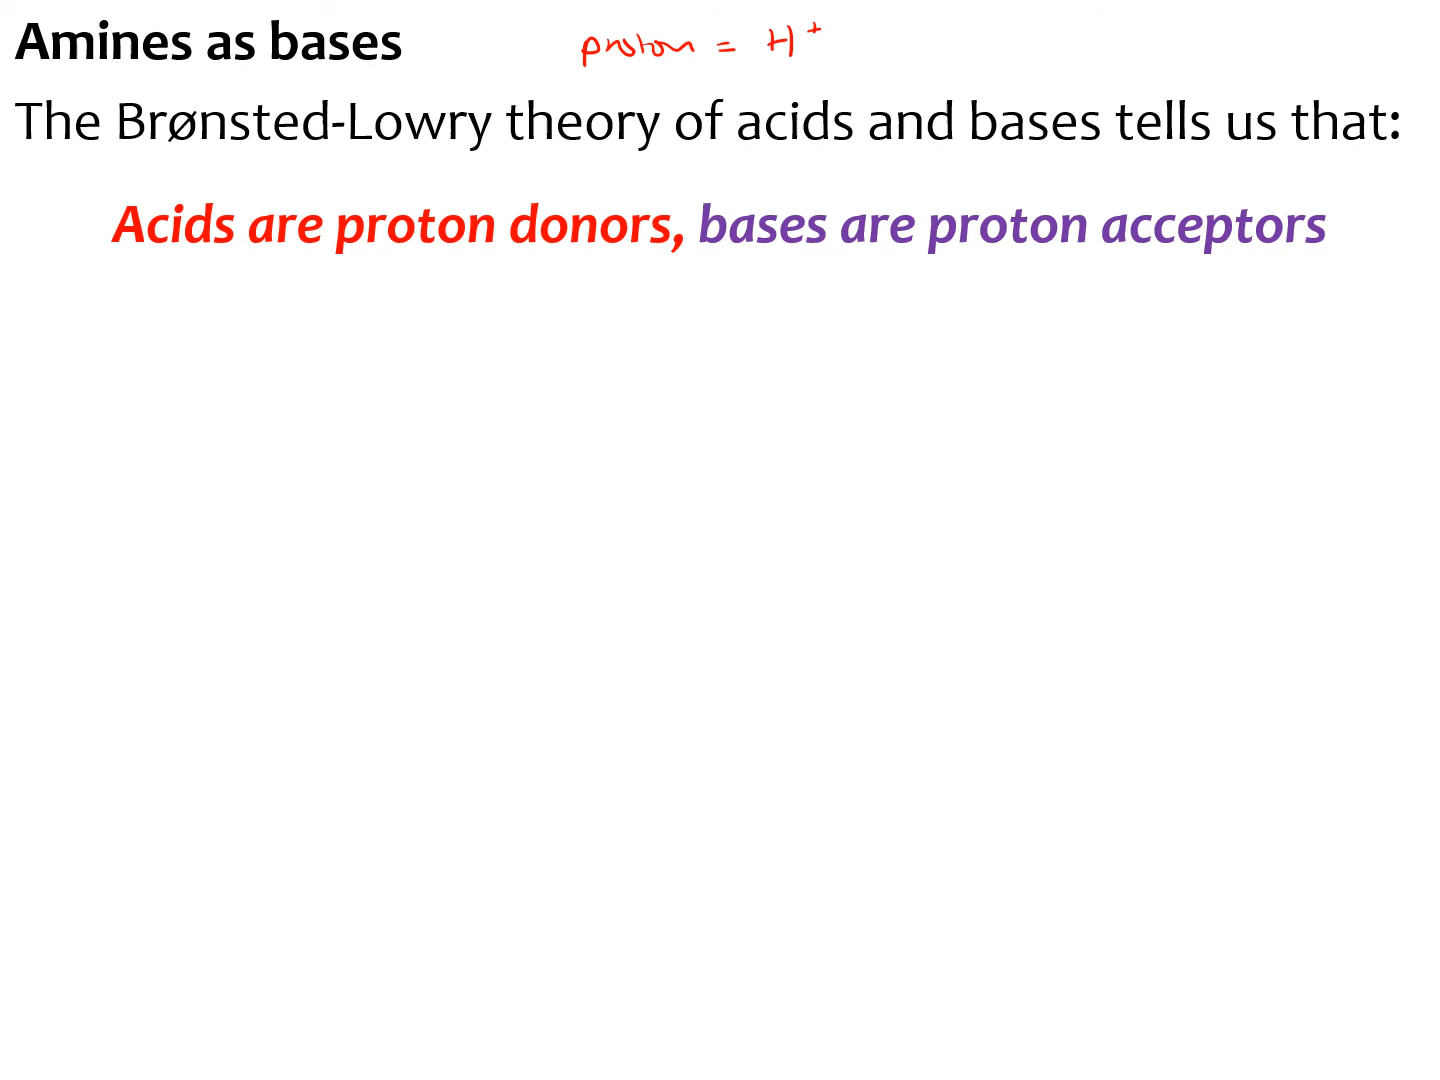 Amines as bases proton = H⁺
The Brønsted-Lowry theory of acids and bases tells us that:
Acids are proton donors, bases are proton acceptors